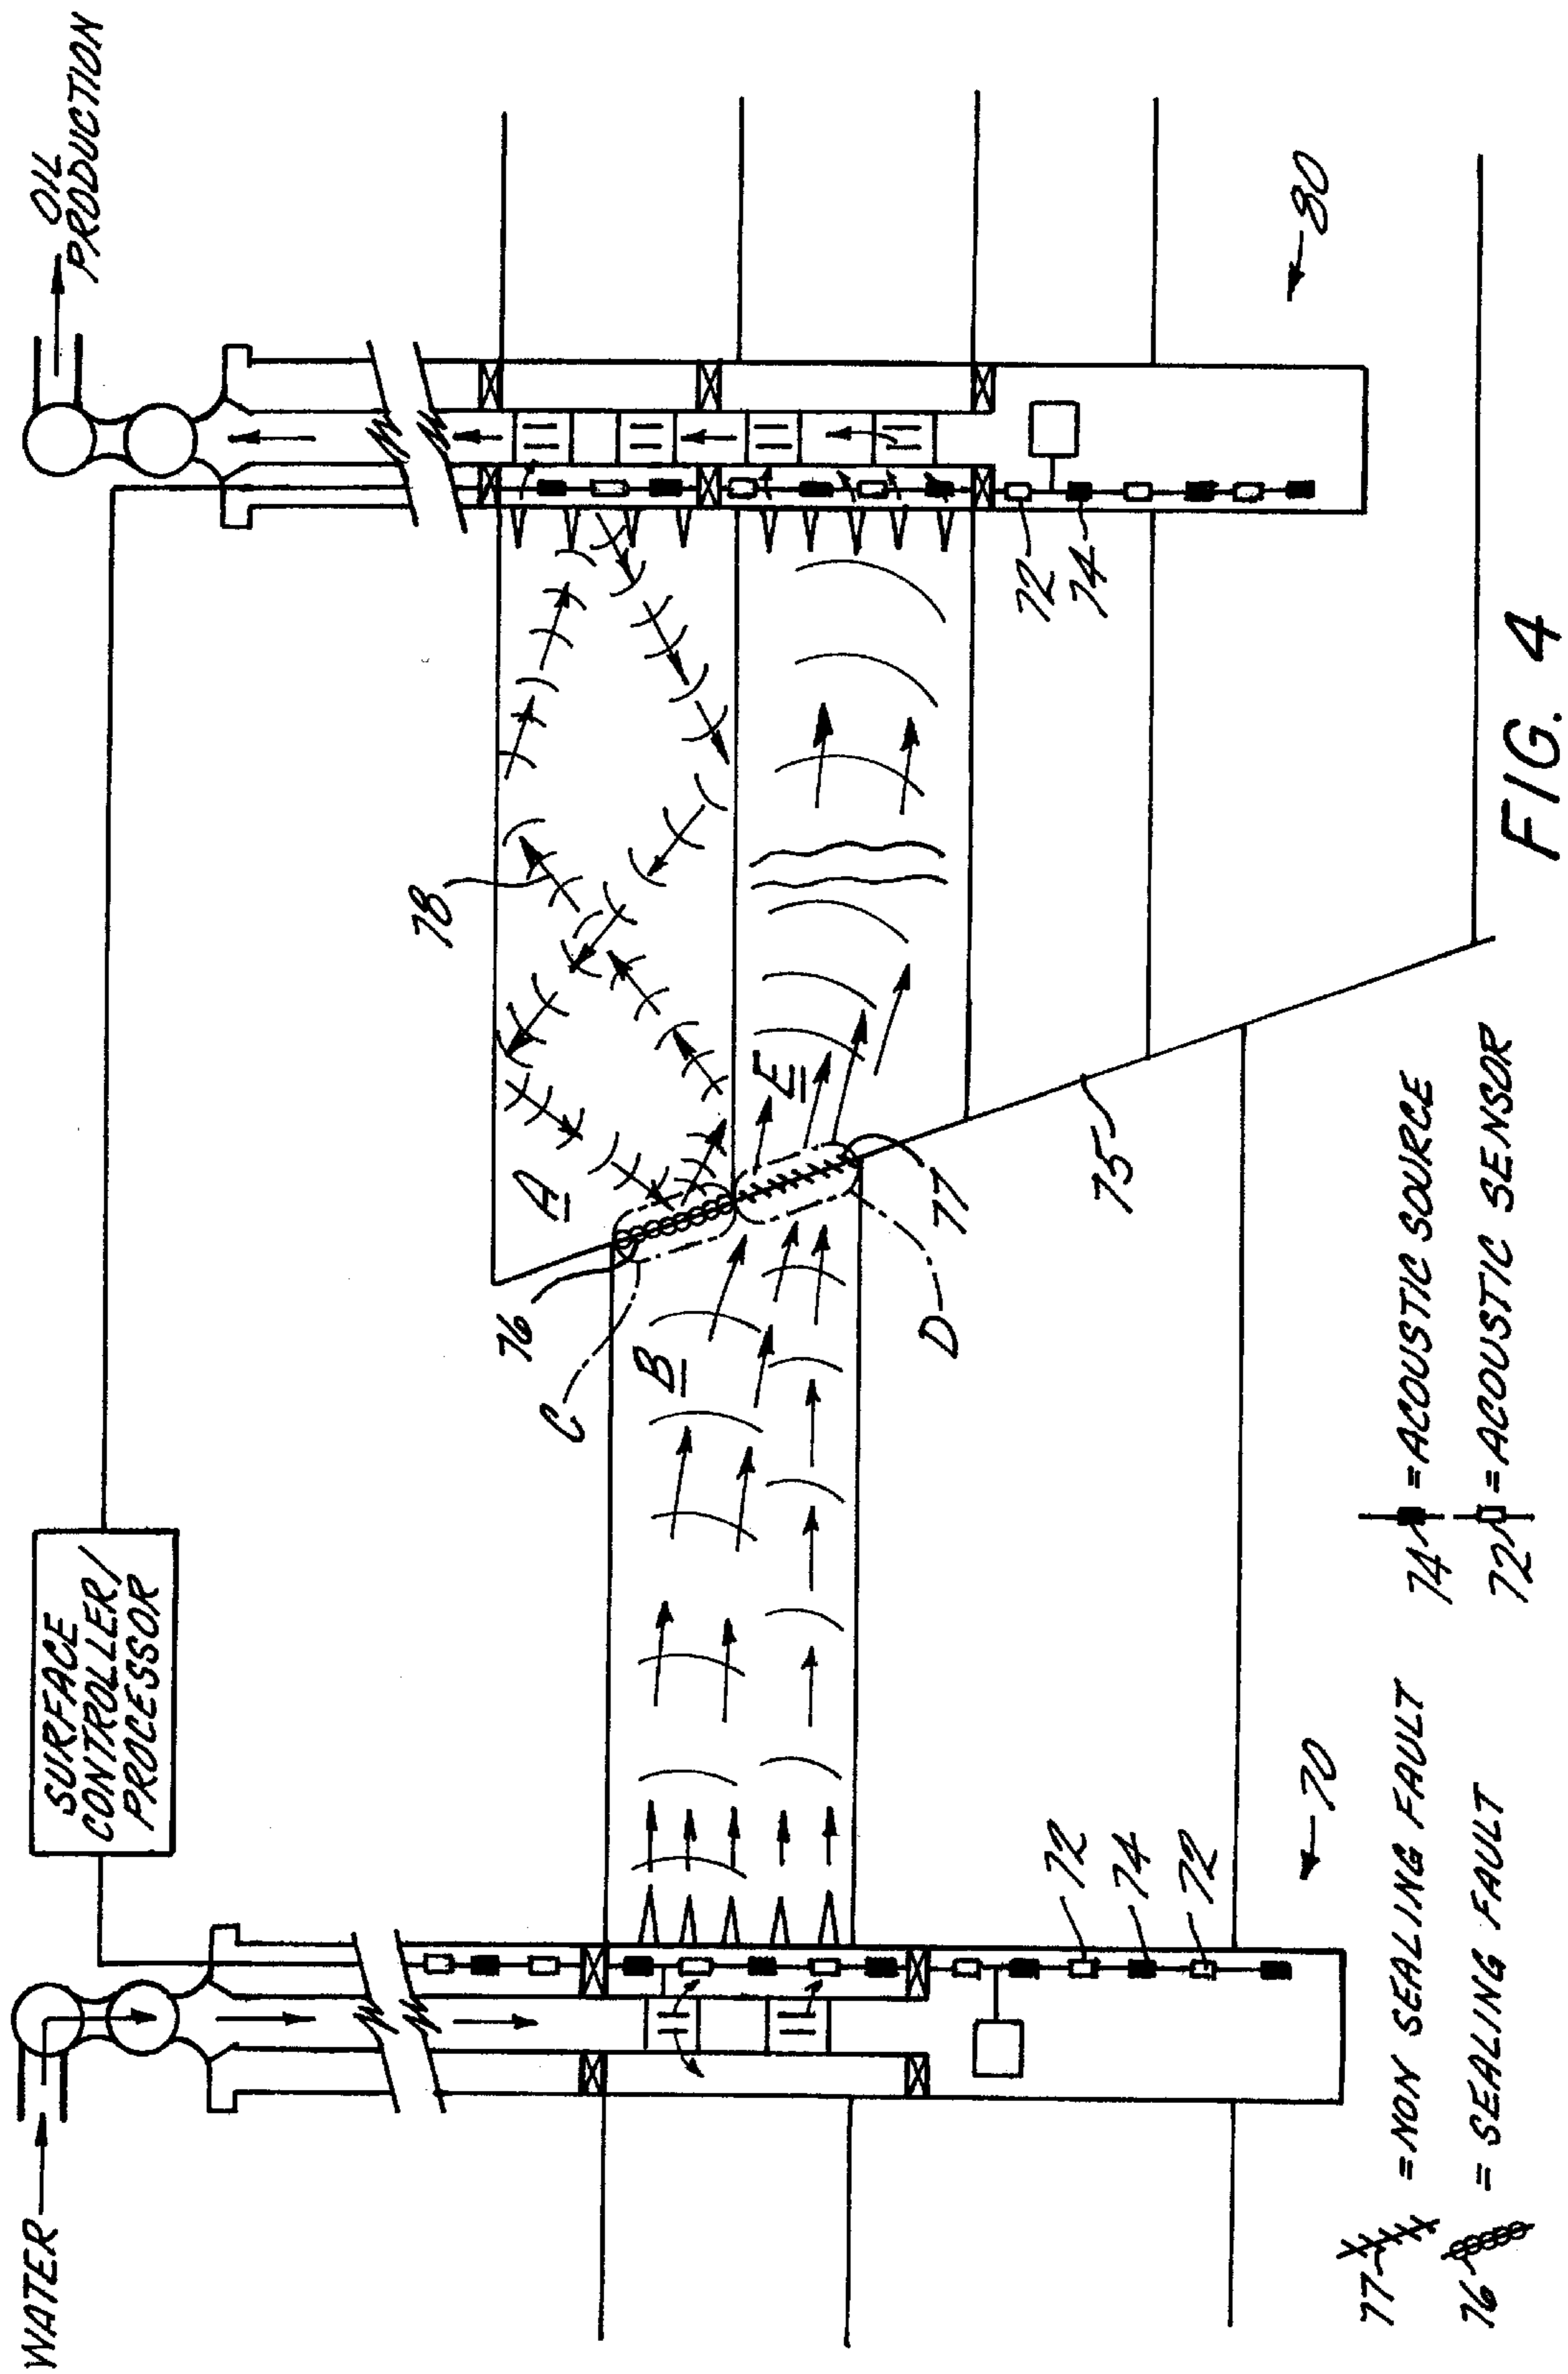 WATER
SURFACE
CONTROLLER/
PROCESSOR
OIL
PRODUCTION
78
A
76
C
B
E
77
D
75
72
74
72
70
72
74
80
77 = NON SEALING FAULT
76 = SEALING FAULT
74 = ACOUSTIC SOURCE
72 = ACOUSTIC SENSOR
FIG. 4